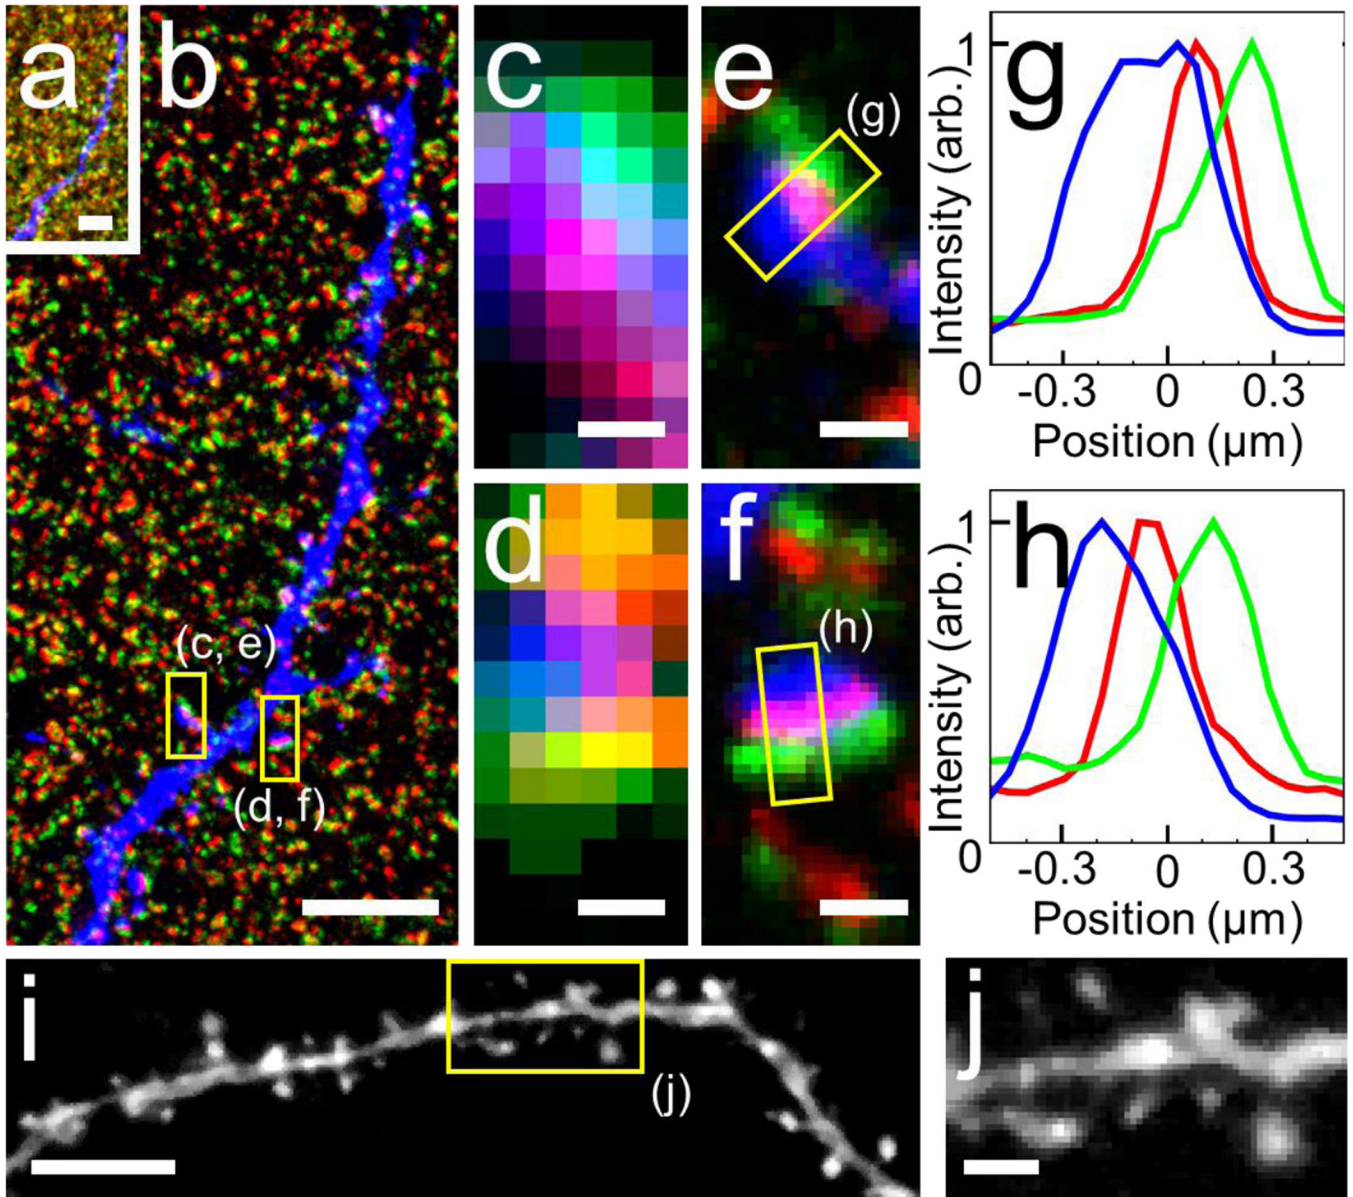 a
b
(c, e)
(d, f)
c
d
e
(g)
f
(h)
g
Intensity (arb.)
1
0
-0.3 0 0.3
Position (µm)
h
Intensity (arb.)
1
0
-0.3 0 0.3
Position (µm)
i
(j)
j